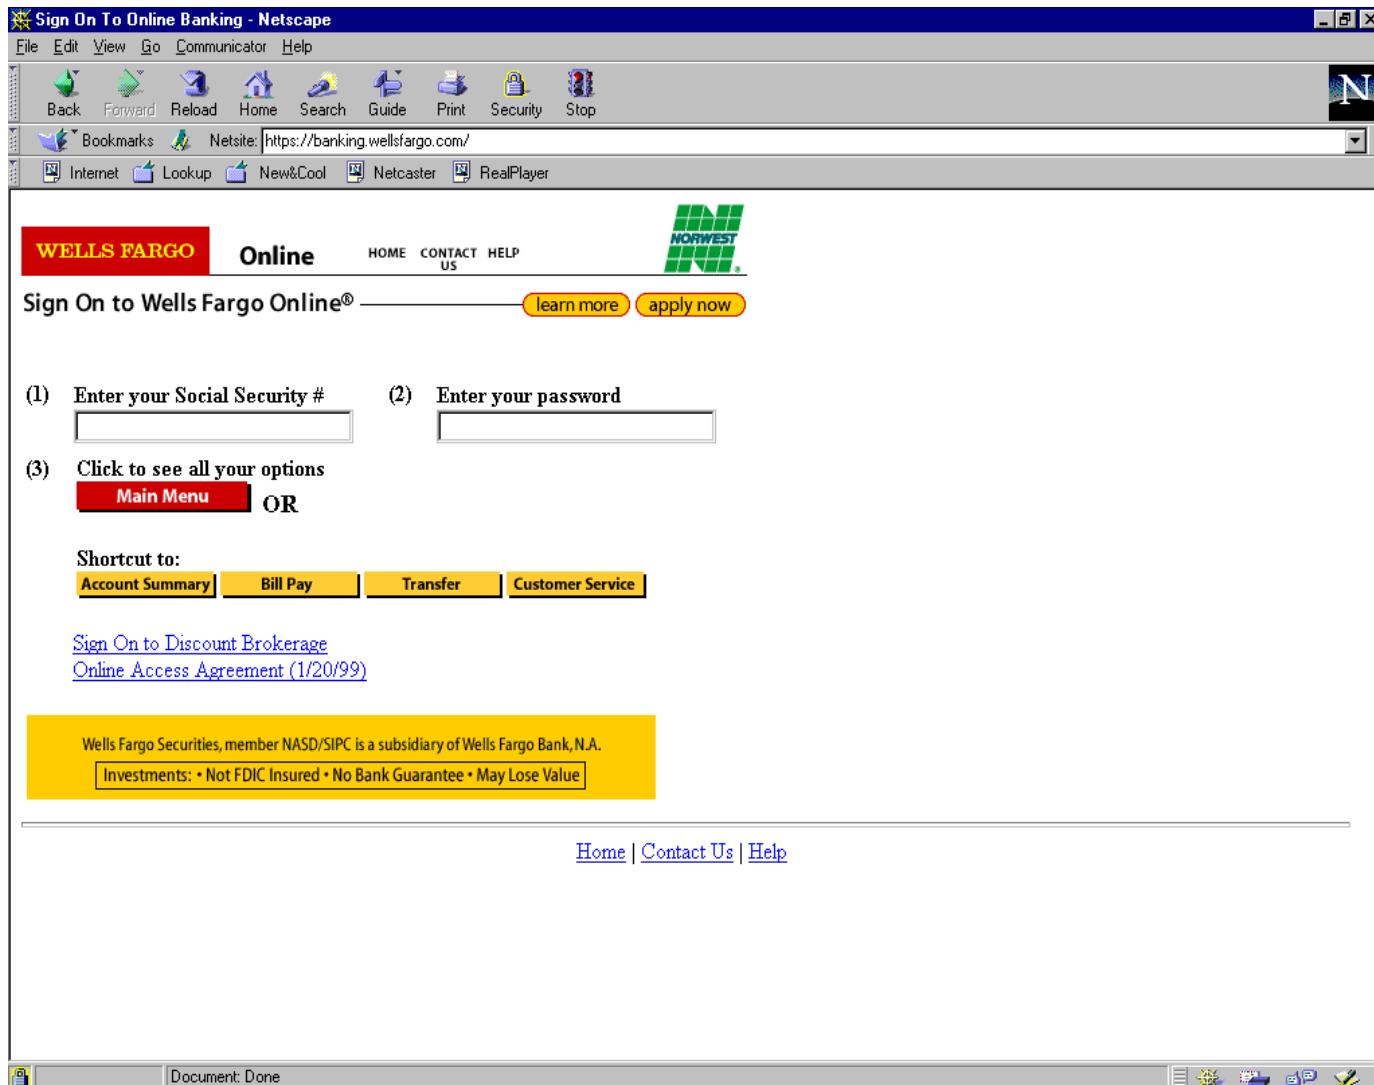 Sign On To Online Banking - Netscape
File Edit View Go Communicator Help
Back Forward Reload Home Search Guide Print Security Stop
N
Bookmarks Netsite: https://banking.wellsfargo.com/
Internet Lookup New&Cool Netcaster RealPlayer
WELLS FARGO Online HOME CONTACT US HELP NORWEST
Sign On to Wells Fargo Online® learn more apply now
(1) Enter your Social Security # (2) Enter your password
(3) Click to see all your options
Main Menu OR
Shortcut to:
Account Summary Bill Pay Transfer Customer Service
Sign On to Discount Brokerage
Online Access Agreement (1/20/99)
Wells Fargo Securities, member NASD/SIPC is a subsidiary of Wells Fargo Bank, N.A.
Investments: • Not FDIC Insured • No Bank Guarantee • May Lose Value
Home | Contact Us | Help
Document: Done